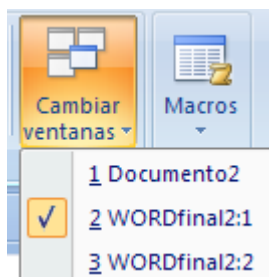 Cambiar
ventanas
Macros
1 Documento2
2 WORDfinal2:1
3 WORDfinal2:2